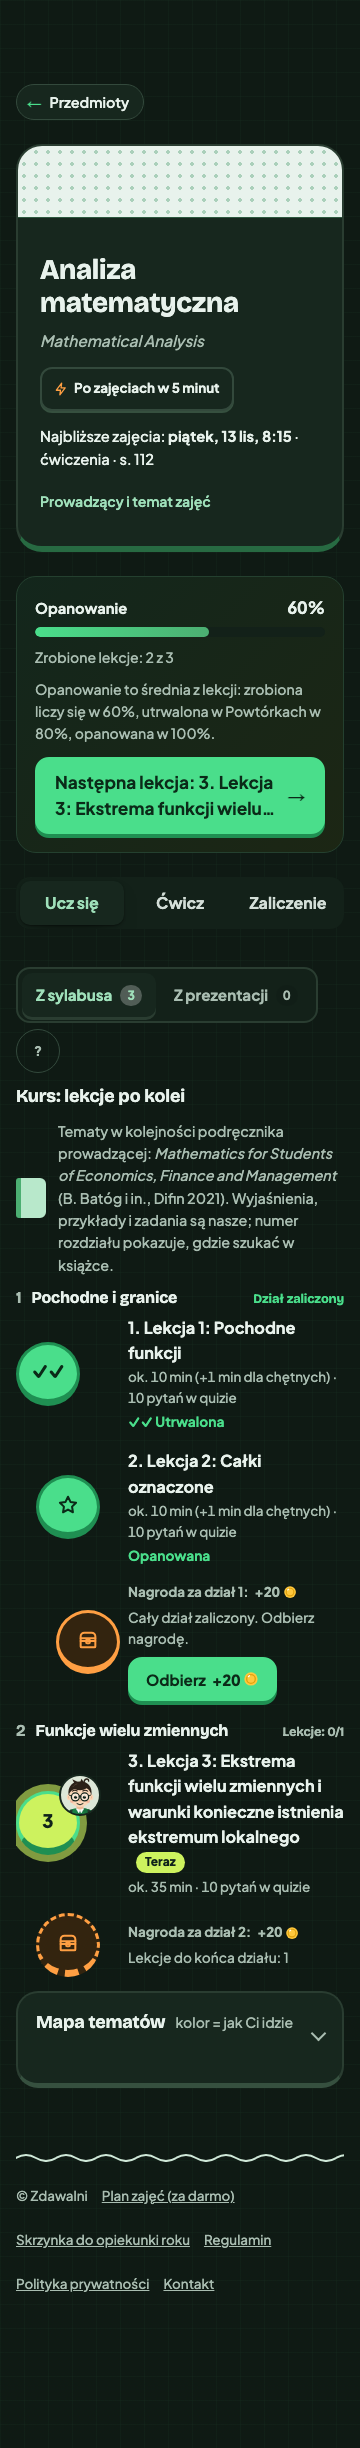 ← Przedmioty
Analiza
matematyczna
Mathematical Analysis
Po zajęciach w 5 minut
Najbliższe zajęcia: piątek, 13 lis, 8:15 ·
ćwiczenia · s. 112
Prowadzący i temat zajęć
Opanowanie 60%
Zrobione lekcje: 2 z 3
Opanowanie to średnia z lekcji: zrobiona
liczy się w 60%, utrwalona w Powtórkach w
80%, opanowana w 100%.
Następna lekcja: 3. Lekcja
3: Ekstrema funkcji wielu... →
Ucz się Ćwicz Zaliczenie
Z sylabusa 3 Z prezentacji 0
?
Kurs: lekcje po kolei
Tematy w kolejności podręcznika
prowadzącej: Mathematics for Students
of Economics, Finance and Management
(B. Batóg i in., Difin 2021). Wyjaśnienia,
przykłady i zadania są nasze; numer
rozdziału pokazuje, gdzie szukać w
książce.
1 Pochodne i granice Dział zaliczony
1. Lekcja 1: Pochodne
funkcji
ok. 10 min (+1 min dla chętnych) ·
10 pytań w quizie
✓✓ Utrwalona
2. Lekcja 2: Całki
oznaczone
ok. 10 min (+1 min dla chętnych) ·
10 pytań w quizie
Opanowana
Nagroda za dział 1: +20
Cały dział zaliczony. Odbierz
nagrodę.
Odbierz +20
2 Funkcje wielu zmiennych Lekcje: 0/1
3. Lekcja 3: Ekstrema
funkcji wielu zmiennych i
warunki konieczne istnienia
ekstremum lokalnego
3
Teraz
ok. 35 min · 10 pytań w quizie
Nagroda za dział 2: +20
Lekcje do końca działu: 1
Mapa tematów kolor = jak Ci idzie
© Zdawalni Plan zajęć (za darmo)
Skrzynka do opiekunki roku Regulamin
Polityka prywatności Kontakt